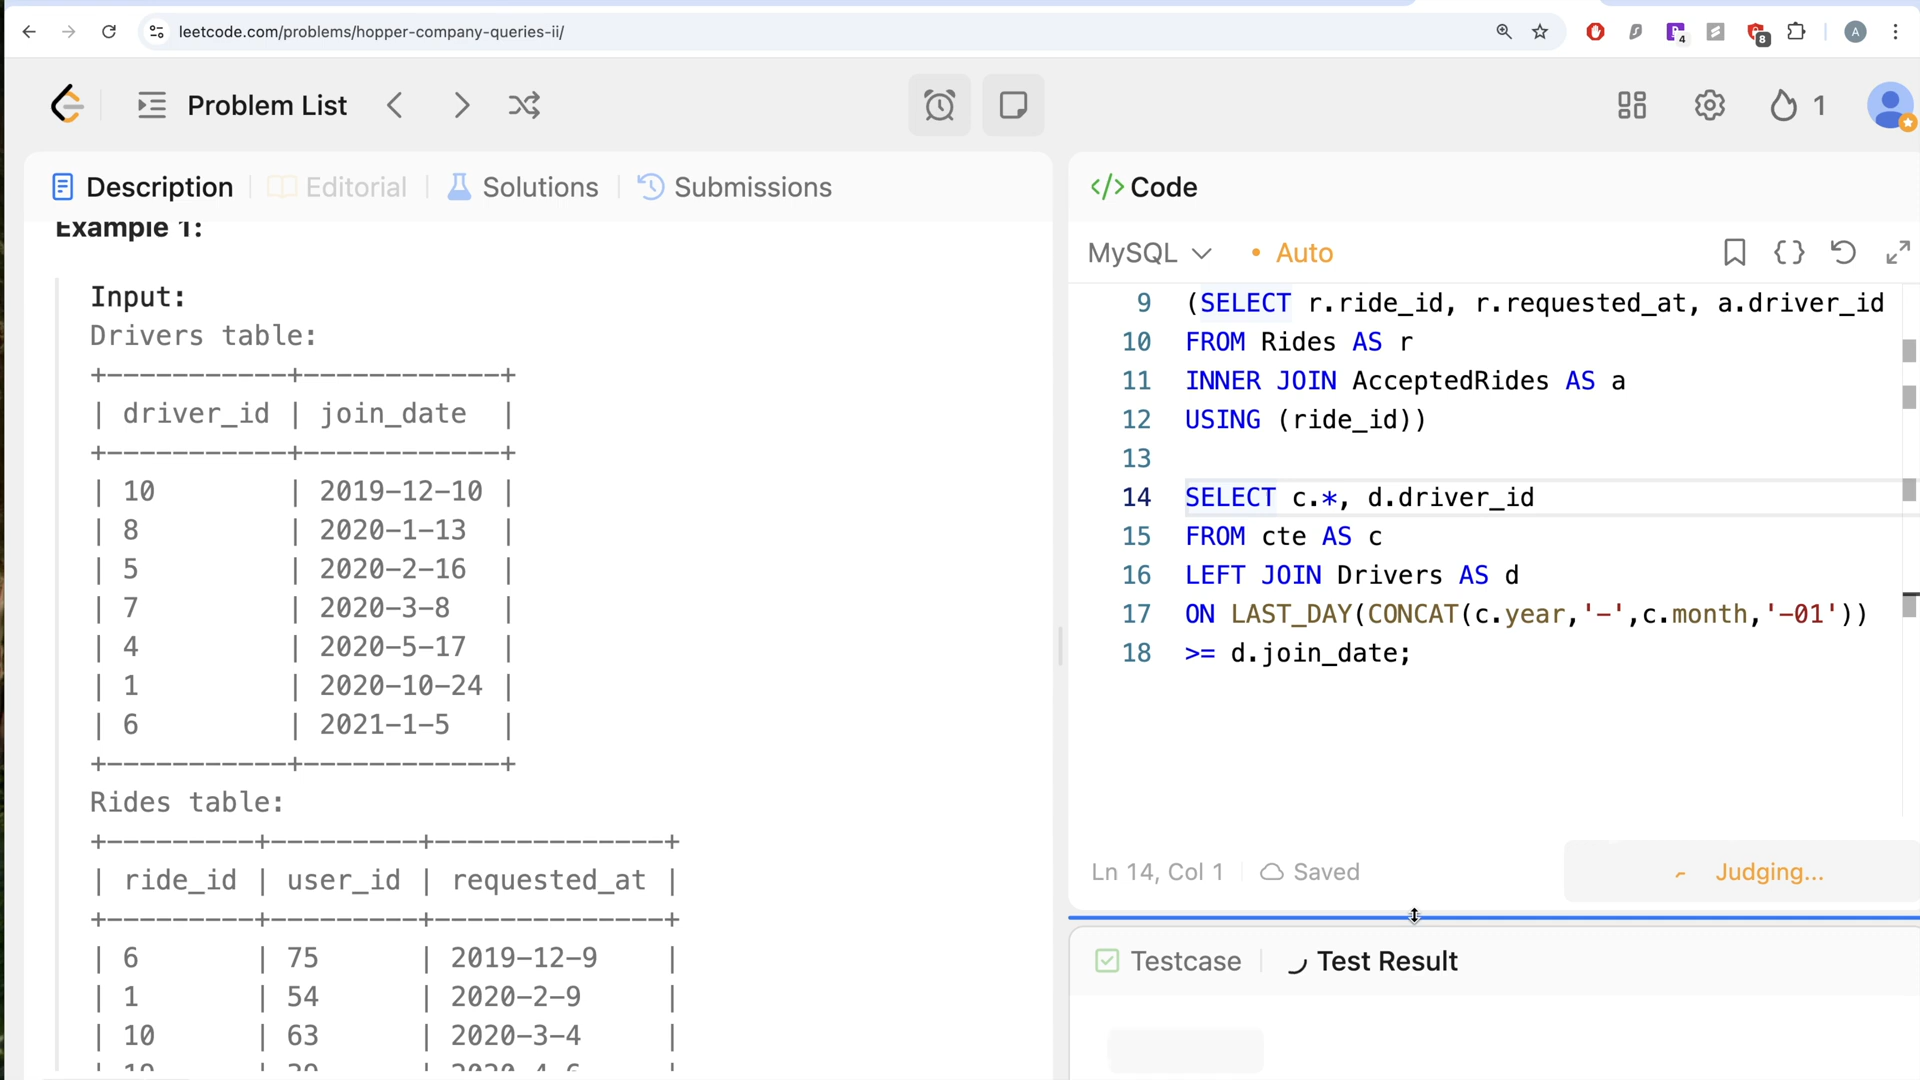 leetcode.com/problems/hopper-company-queries-ii/
4
8
A
Problem List
1
Description
Editorial
Solutions
Submissions
Example 1:
Input:
Drivers table:
+-----------+------------+
| driver_id | join_date |
+-----------+------------+
| 10 | 2019-12-10 |
| 8 | 2020-1-13 |
| 5 | 2020-2-16 |
| 7 | 2020-3-8 |
| 4 | 2020-5-17 |
| 1 | 2020-10-24 |
| 6 | 2021-1-5 |
+-----------+------------+
Rides table:
+---------+---------+--------------+
| ride_id | user_id | requested_at |
+---------+---------+--------------+
| 6 | 75 | 2019-12-9 |
| 1 | 54 | 2020-2-9 |
| 10 | 63 | 2020-3-4 |
</> Code
MySQL • Auto
9 (SELECT r.ride_id, r.requested_at, a.driver_id
10 FROM Rides AS r
11 INNER JOIN AcceptedRides AS a
12 USING (ride_id))
13
14 SELECT c.*, d.driver_id
15 FROM cte AS c
16 LEFT JOIN Drivers AS d
17 ON LAST_DAY(CONCAT(c.year,'-',c.month,'-01'))
18 >= d.join_date;
Ln 14, Col 1
Saved
Judging...
Testcase
Test Result